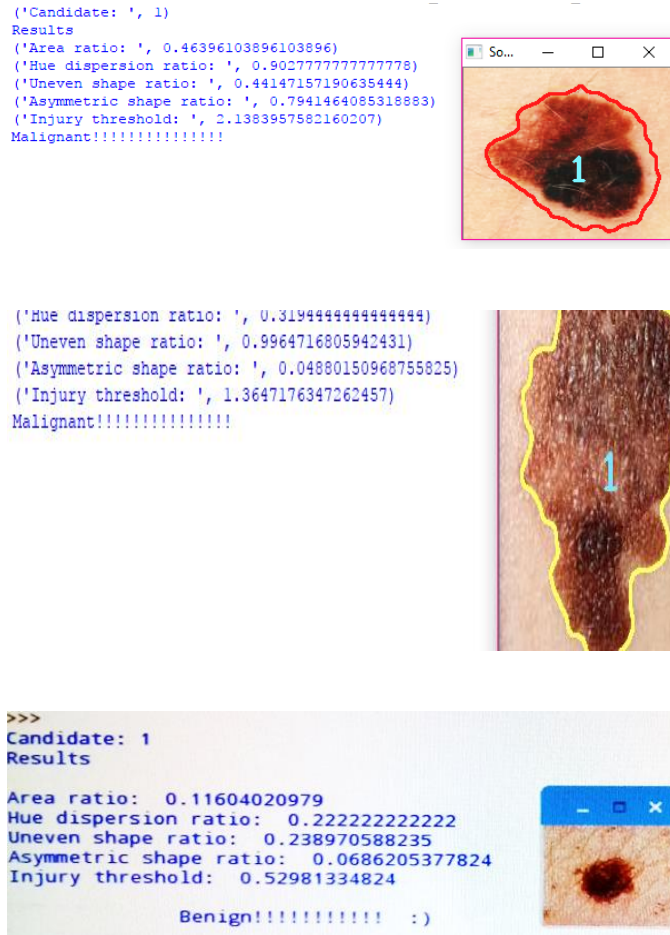 ('Candidate: ', 1)
Results
('Area ratio: ', 0.46396103896103896)
('Hue dispersion ratio: ', 0.9027777777777778)
('Uneven shape ratio: ', 0.44147157190635444)
('Asymmetric shape ratio: ', 0.7941464085318883)
('Injury threshold: ', 2.1383957582160207)
Malignant!!!!!!!!!!!!!!!
So...
1
('Hue dispersion ratio: ', 0.3194444444444444)
('Uneven shape ratio: ', 0.9964716805942431)
('Asymmetric shape ratio: ', 0.04880150968755825)
('Injury threshold: ', 1.3647176347262457)
Malignant!!!!!!!!!!!!!!!
1
>>>
Candidate: 1
Results
Area ratio: 0.11604020979
Hue dispersion ratio: 0.222222222222
Uneven shape ratio: 0.238970588235
Asymmetric shape ratio: 0.0686205377824
Injury threshold: 0.52981334824
Benign!!!!!!!!!!! :)